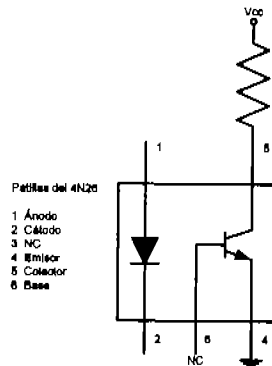 Vcc
1
5
Patillas del 4N26
1 Ánodo
2 Cátodo
3 NC
4 Emisor
5 Colector
6 Base
2
6
4
NC